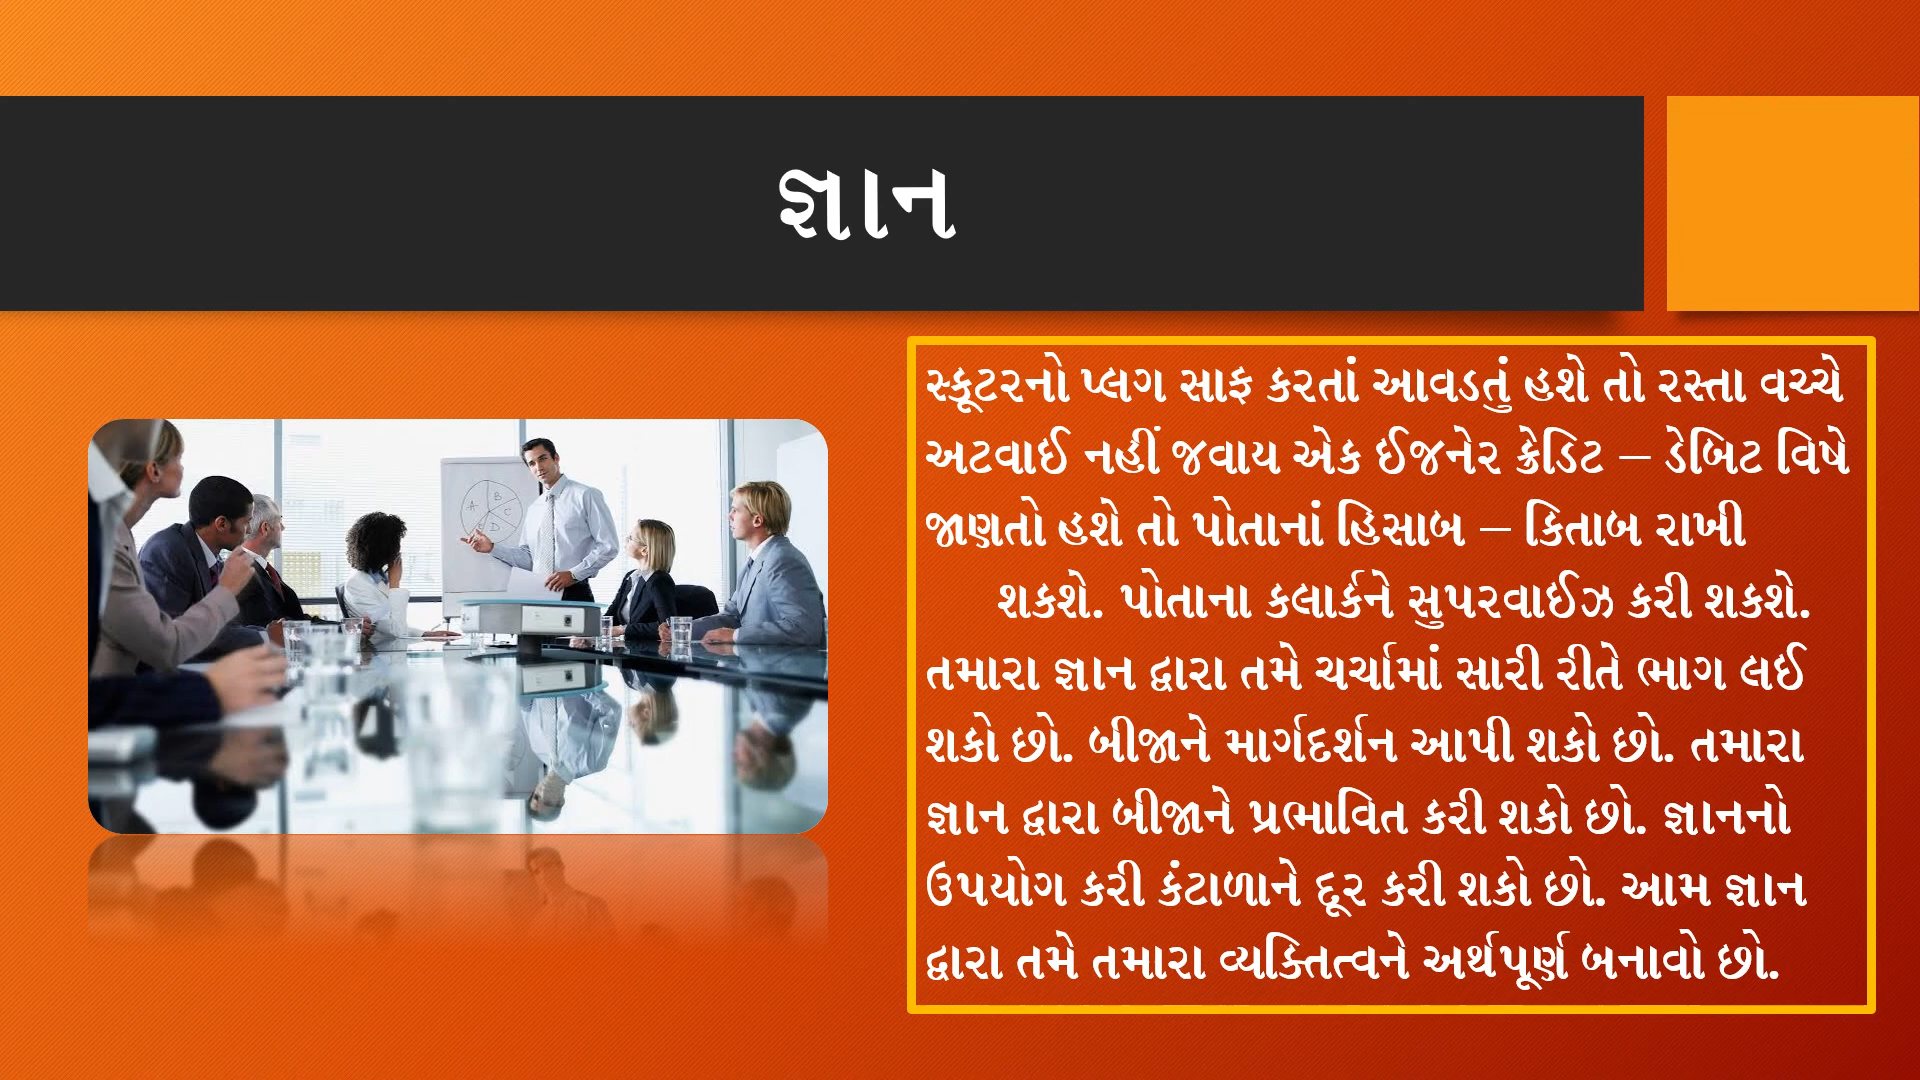 જ્ઞાન
સ્કૂટરનો પ્લગ સાફ કરતાં આવડતું હશે તો રસ્તા વચ્ચે
અટવાઈ નહીં જવાય એક ઈજનેર ક્રેડિટ – ડેબિટ વિષે
જાણતો હશે તો પોતાનાં હિસાબ – કિતાબ રાખી
શકશે. પોતાના કલાર્કને સુપરવાઈઝ કરી શકશે.
તમારા જ્ઞાન દ્વારા તમે ચર્ચામાં સારી રીતે ભાગ લઈ
શકો છો. બીજાને માર્ગદર્શન આપી શકો છો. તમારા
જ્ઞાન દ્વારા બીજાને પ્રભાવિત કરી શકો છો. જ્ઞાનનો
ઉપયોગ કરી કંટાળાને દૂર કરી શકો છો. આમ જ્ઞાન
દ્વારા તમે તમારા વ્યક્તિત્વને અર્થપૂર્ણ બનાવો છો.
A
B
C
D